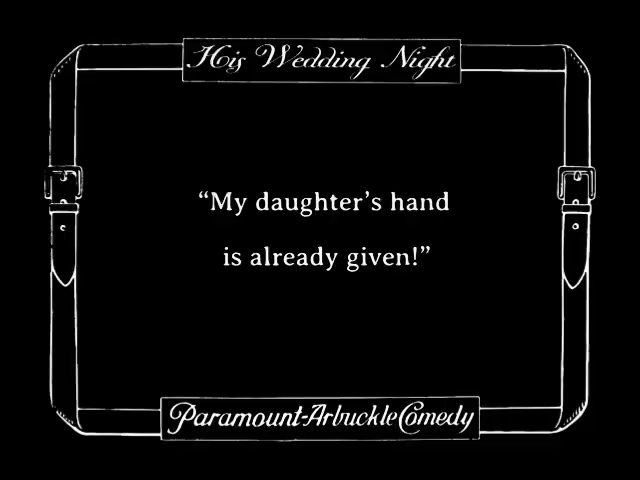 His Wedding Night
“My daughter’s hand
is already given!”
Paramount-Arbuckle Comedy